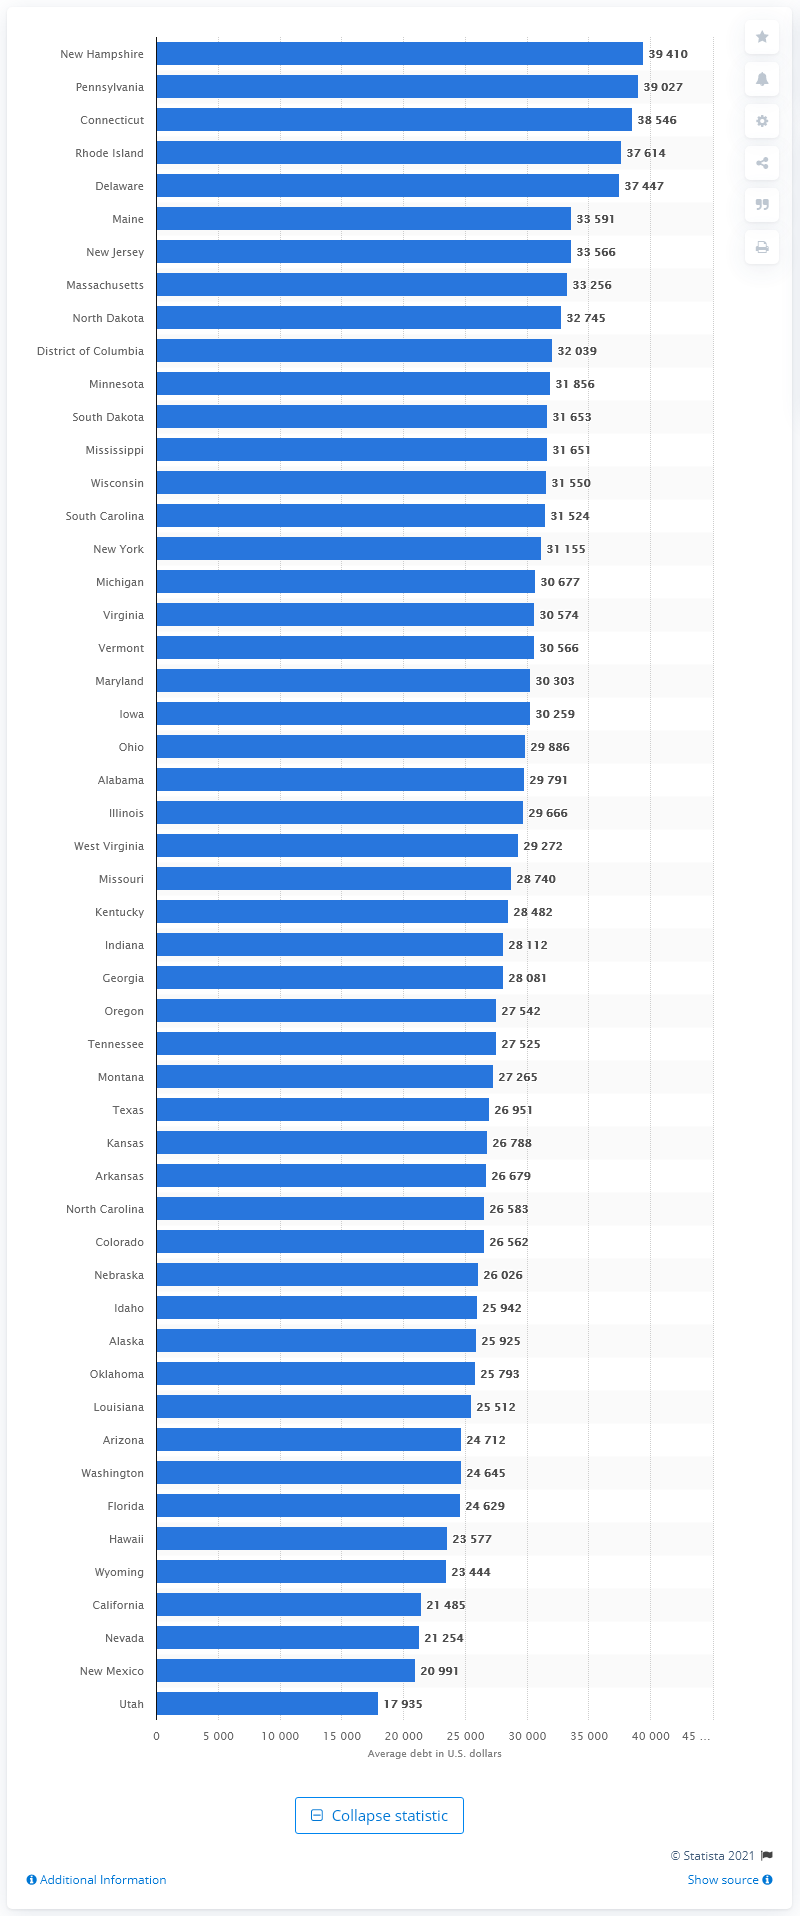 New Hampshire 39 410
Pennsylvania 39 027
Connecticut 38 546
Rhode Island 37 614
Delaware 37 447
Maine 33 591
New Jersey 33 566
Massachusetts 33 256
North Dakota 32 745
District of Columbia 32 039
Minnesota 31 856
South Dakota 31 653
Mississippi 31 651
Wisconsin 31 550
South Carolina 31 524
New York 31 155
Michigan 30 677
Virginia 30 574
Vermont 30 566
Maryland 30 303
Iowa 30 259
Ohio 29 886
Alabama 29 791
Illinois 29 666
West Virginia 29 272
Missouri 28 740
Kentucky 28 482
Indiana 28 112
Georgia 28 081
Oregon 27 542
Tennessee 27 525
Montana 27 265
Texas 26 951
Kansas 26 788
Arkansas 26 679
North Carolina 26 583
Colorado 26 562
Nebraska 26 026
Idaho 25 942
Alaska 25 925
Oklahoma 25 793
Louisiana 25 512
Arizona 24 712
Washington 24 645
Florida 24 629
Hawaii 23 577
Wyoming 23 444
California 21 485
Nevada 21 254
New Mexico 20 991
Utah 17 935
0 5 000 10 000 15 000 20 000 25 000 30 000 35 000 40 000 45 ...
Average debt in U.S. dollars
Collapse statistic
© Statista 2021
Additional Information Show source